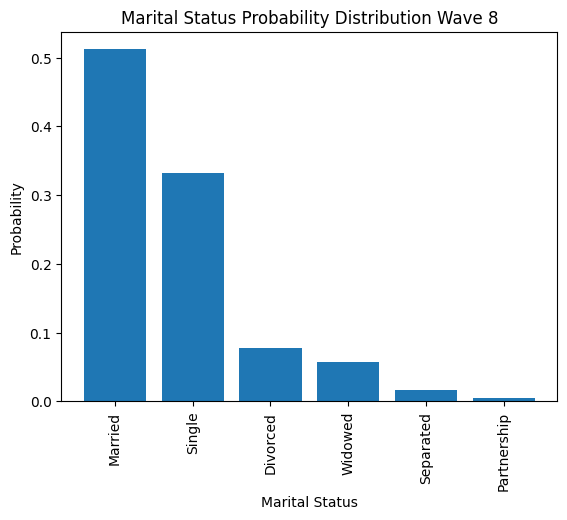 Marital Status Probability Distribution Wave 8
Probability
0.5
0.4
0.3
0.2
0.1
0.0
Married
Single
Divorced
Widowed
Separated
Partnership
Marital Status